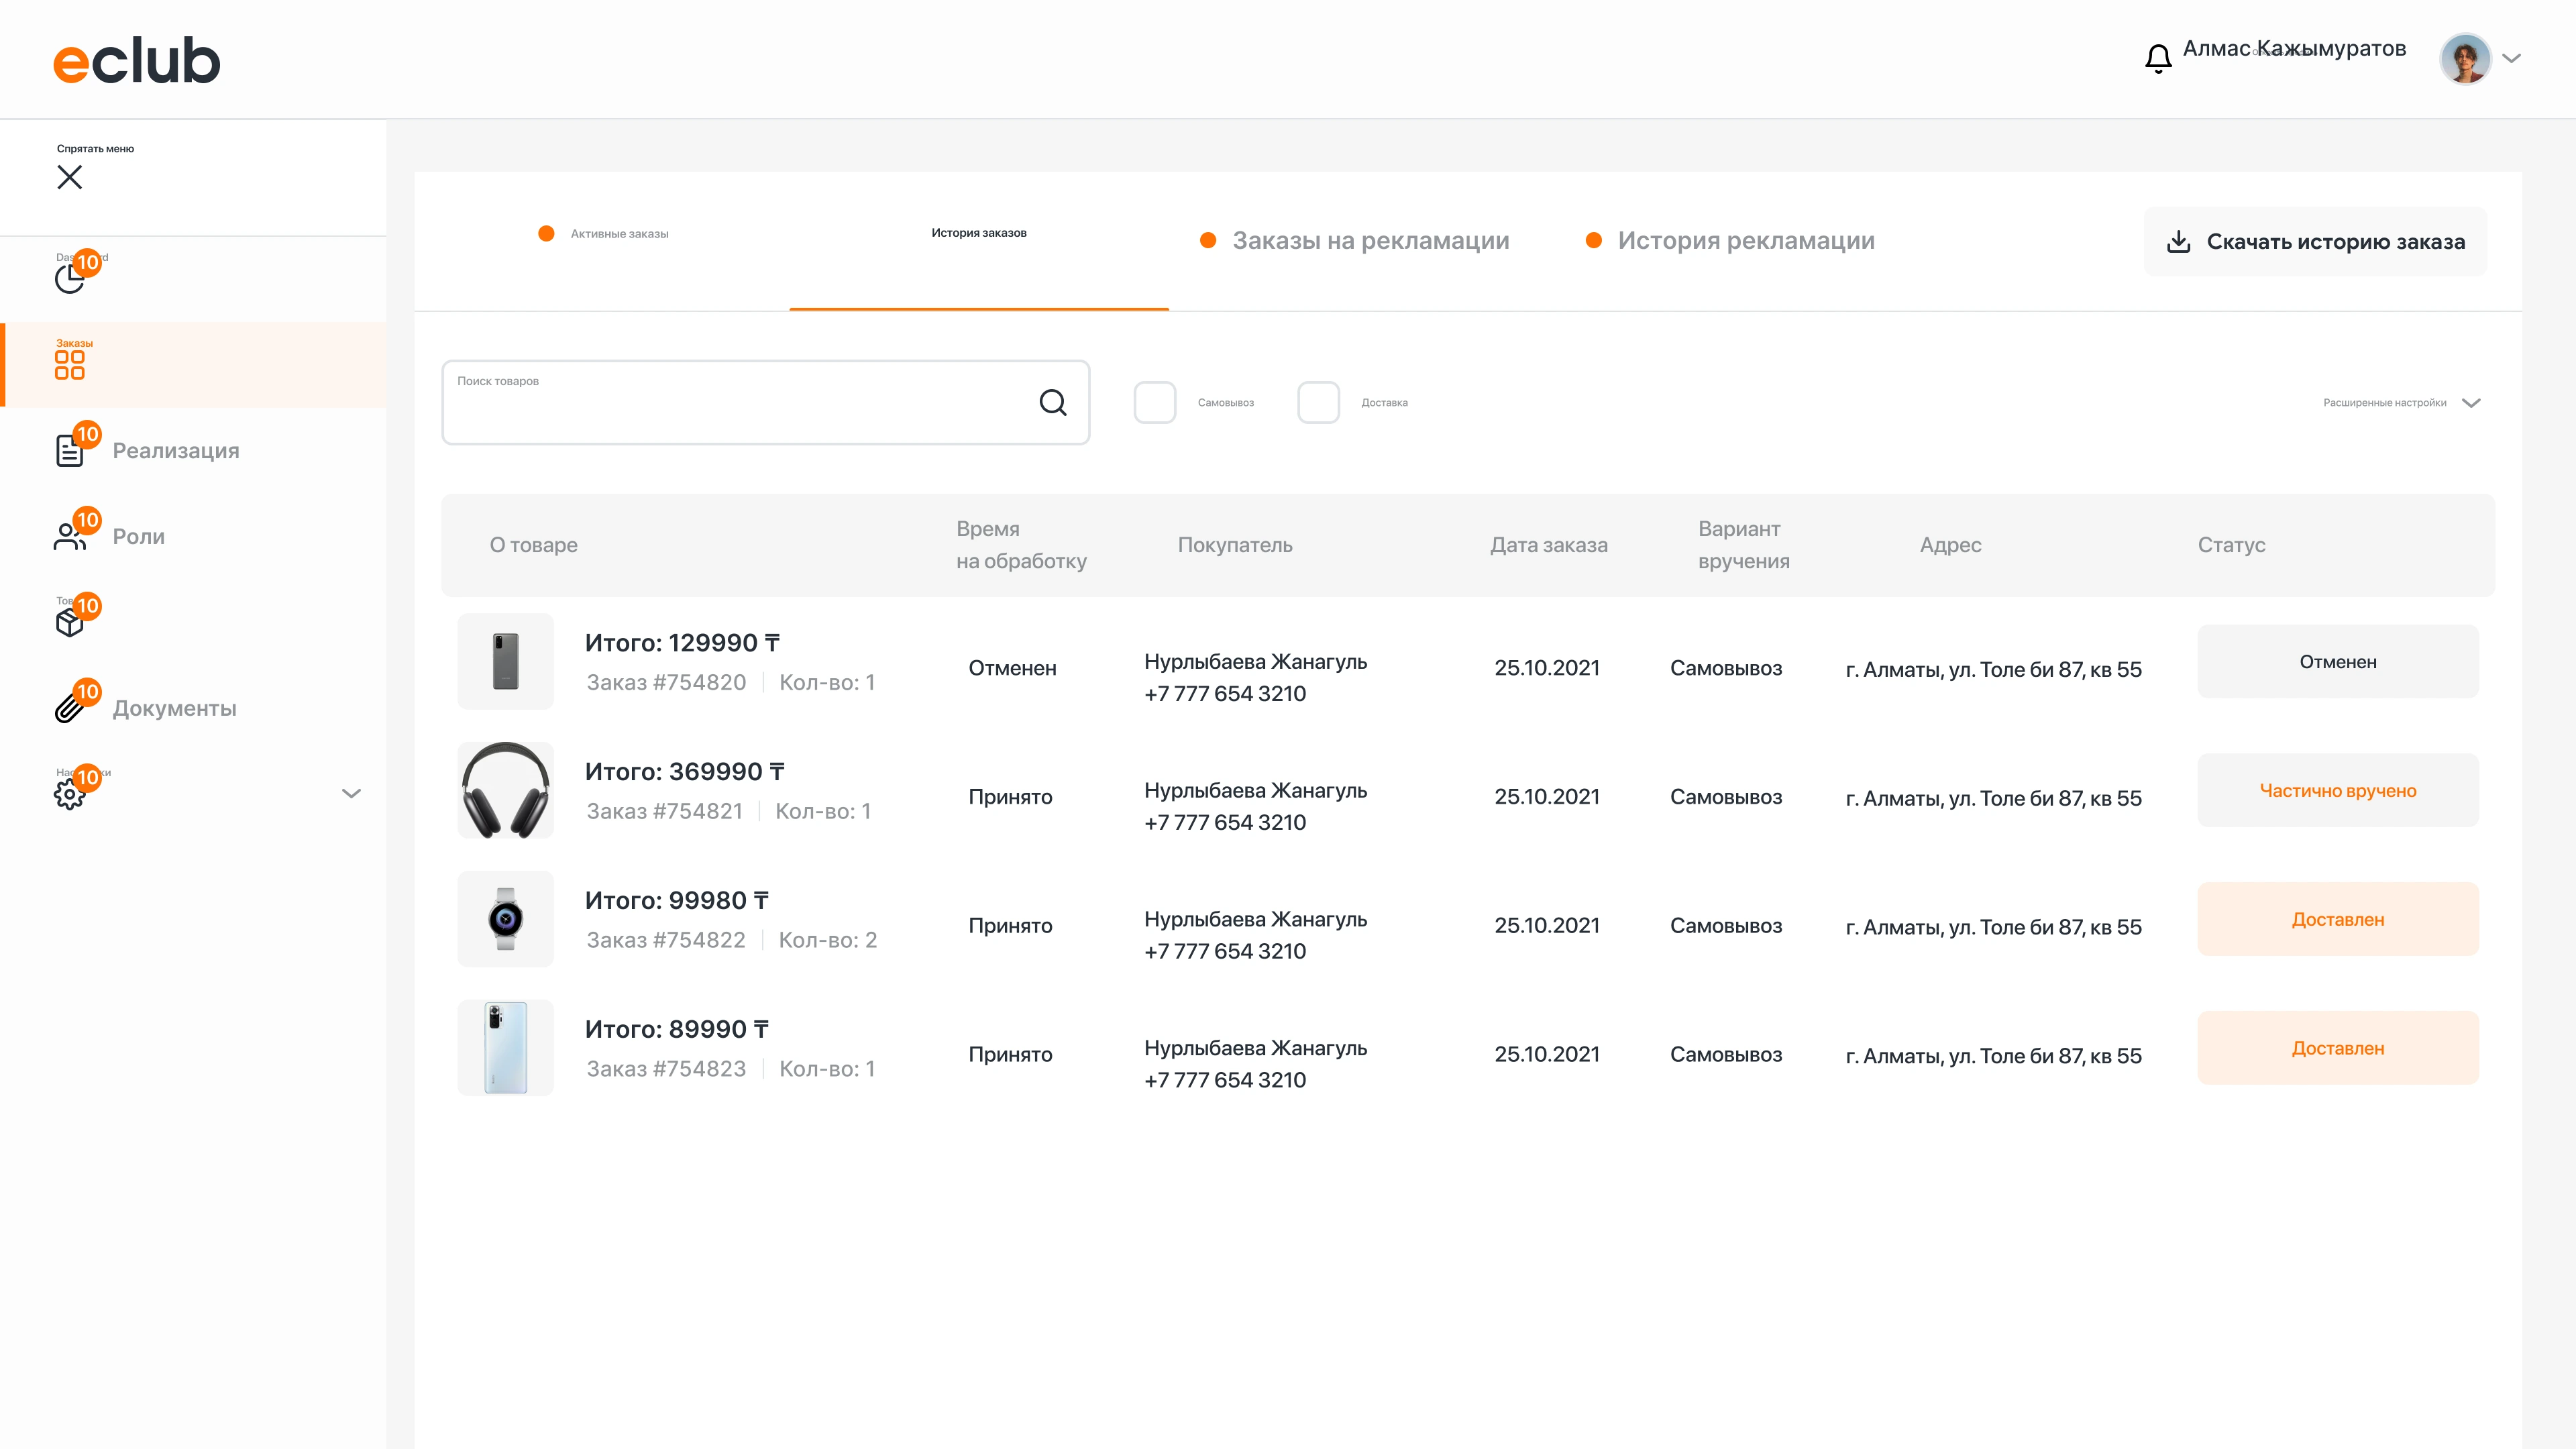 eclub
Алмас Кажымуратов
Спрятать меню
10
Заказы
10
Реализация
10
Роли
10
10
Документы
10
Активные заказы
История заказов
Заказы на рекламации
История рекламации
Скачать историю заказа
Поиск товаров
Самовывоз
Доставка
Расширенные настройки
О товаре
Время
на обработку
Покупатель
Дата заказа
Вариант
вручения
Адрес
Статус
Итого: 129990 ₸
Заказ #754820
Кол-во: 1
Отменен
Нурлыбаева Жанагуль
+7 777 654 3210
25.10.2021
Самовывоз
г. Алматы, ул. Толе би 87, кв 55
Отменен
Итого: 369990 ₸
Заказ #754821
Кол-во: 1
Принято
Нурлыбаева Жанагуль
+7 777 654 3210
25.10.2021
Самовывоз
г. Алматы, ул. Толе би 87, кв 55
Частично вручено
Итого: 99980 ₸
Заказ #754822
Кол-во: 2
Принято
Нурлыбаева Жанагуль
+7 777 654 3210
25.10.2021
Самовывоз
г. Алматы, ул. Толе би 87, кв 55
Доставлен
Итого: 89990 ₸
Заказ #754823
Кол-во: 1
Принято
Нурлыбаева Жанагуль
+7 777 654 3210
25.10.2021
Самовывоз
г. Алматы, ул. Толе би 87, кв 55
Доставлен